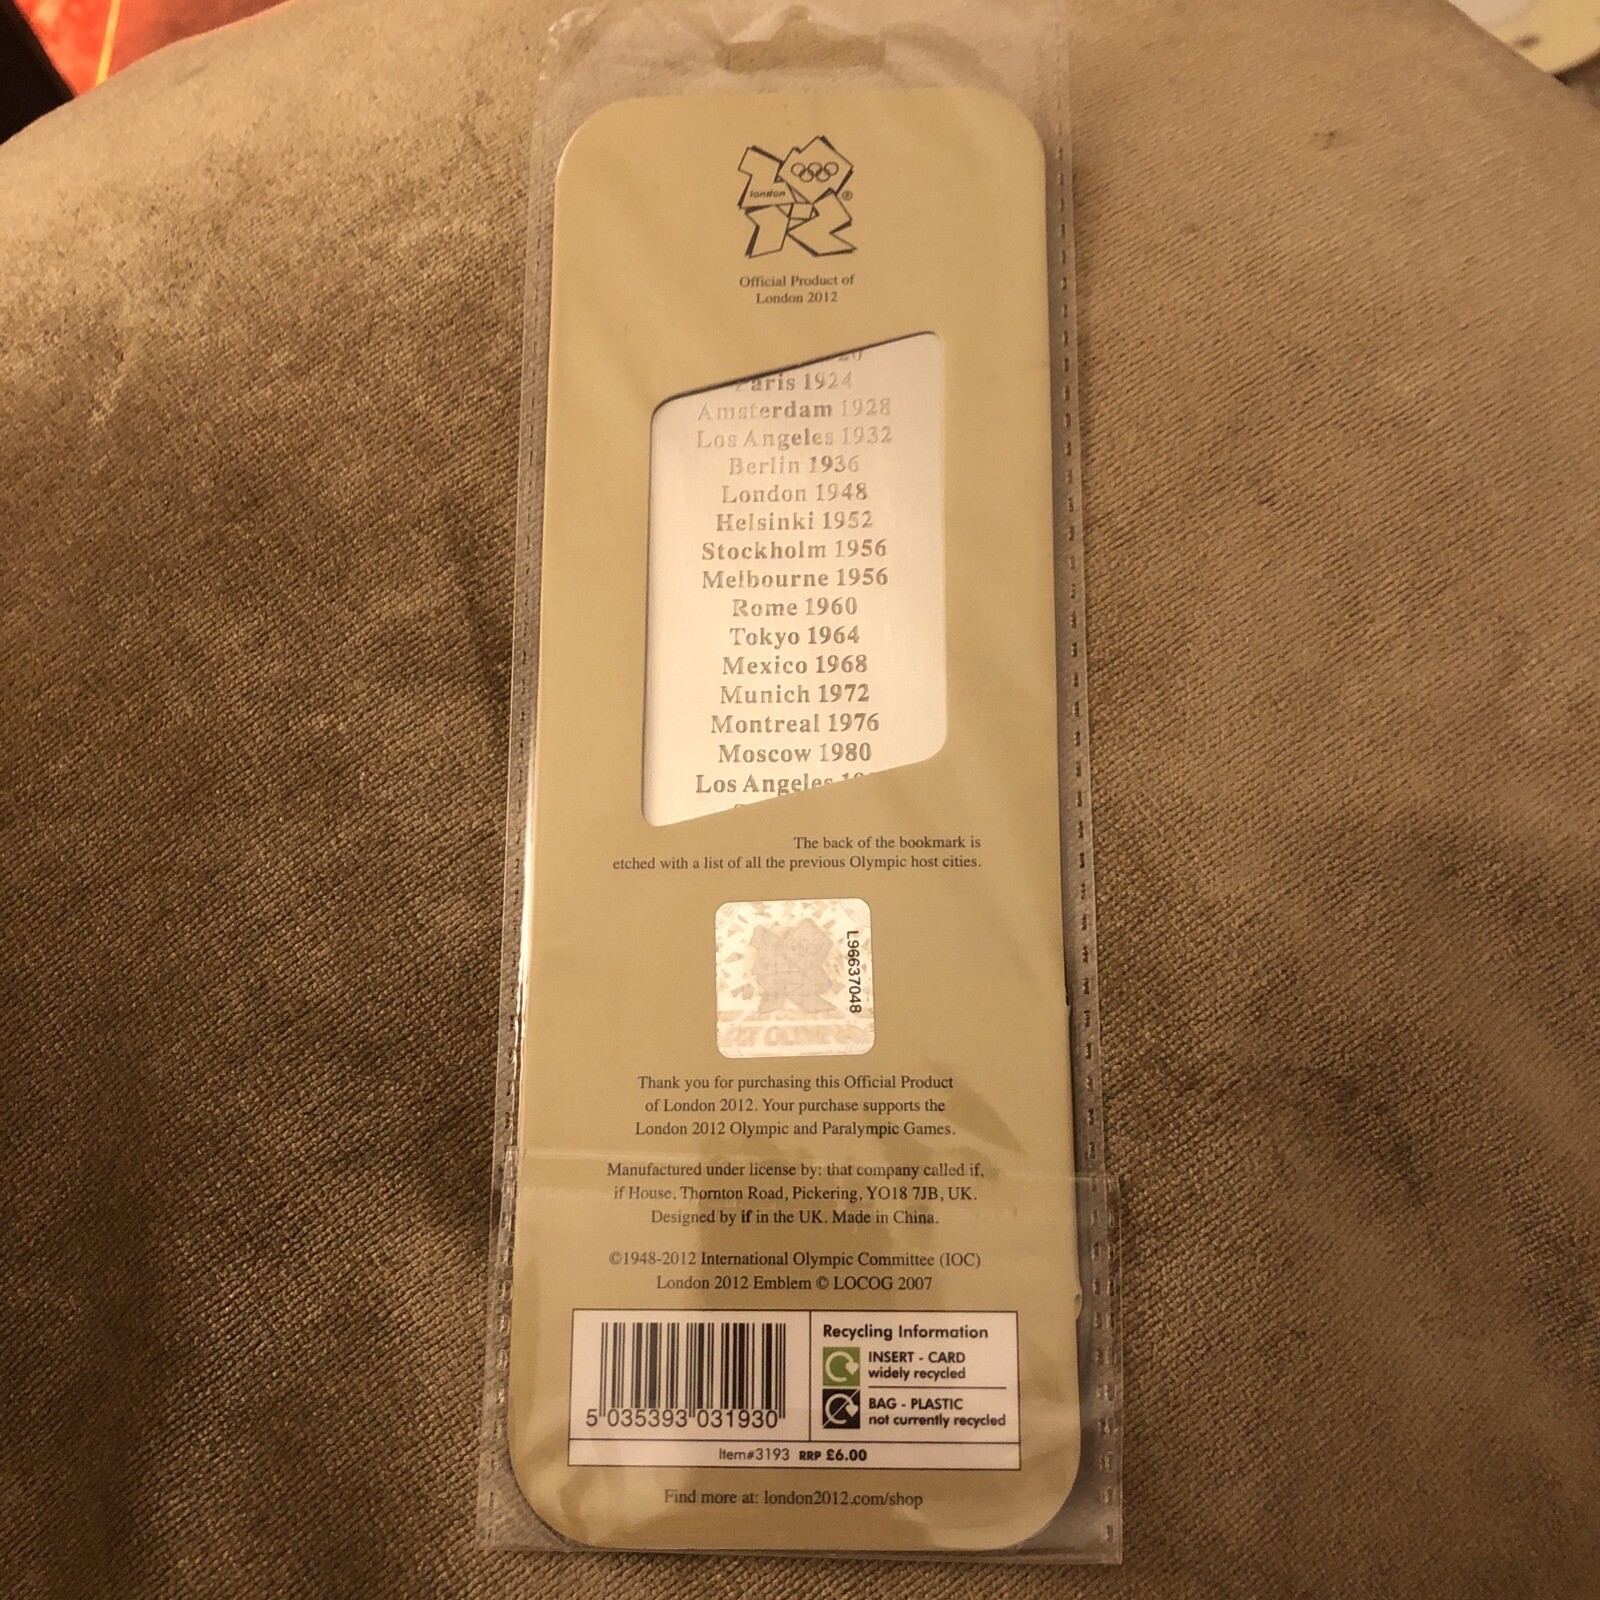 london
Official Product of
London 2012
Paris 1924
Amsterdam 1928
Los Angeles 1932
Berlin 1936
London 1948
Helsinki 1952
Stockholm 1956
Melbourne 1956
Rome 1960
Tokyo 1964
Mexico 1968
Munich 1972
Montreal 1976
Moscow 1980
Los Angeles
The back of the bookmark is
etched with a list of all the previous Olympic host cities.
L96637048
Thank you for purchasing this Official Product
of London 2012. Your purchase supports the
London 2012 Olympic and Paralympic Games.
Manufactured under license by: that company called if,
if House, Thornton Road, Pickering, YO18 7JB, UK.
Designed by if in the UK. Made in China.
©1948-2012 International Olympic Committee (IOC)
London 2012 Emblem © LOCOG 2007
5 035393 031930
Recycling Information
INSERT - CARD
widely recycled
BAG - PLASTIC
not currently recycled
Item#3193 RRP £6.00
Find more at: london2012.com/shop